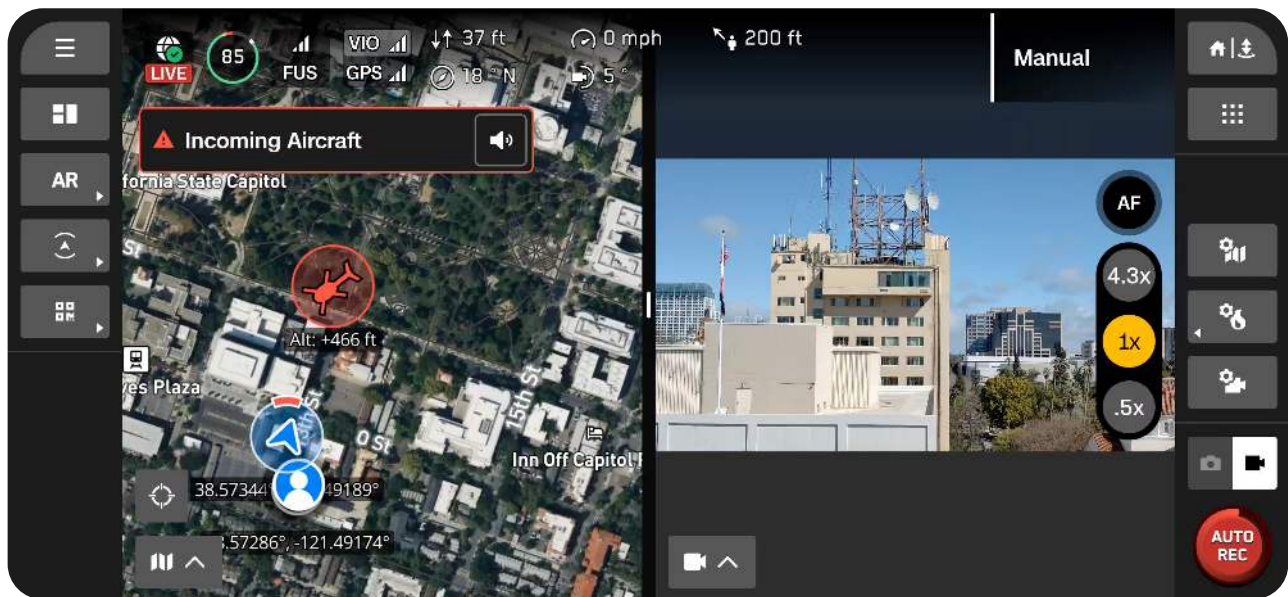 LIVE
85
FUS
VIO
GPS
37 ft
18 ° N
0 mph
5 °
200 ft
Manual
Incoming Aircraft
AR
fornia State Capitol
St
Alt: +466 ft
ves Plaza
13th St
15th St
O St
Inn Off Capitol
38.57344°
49189°
.57286°, -121.49174°
AF
4.3x
1x
.5x
AUTO
REC